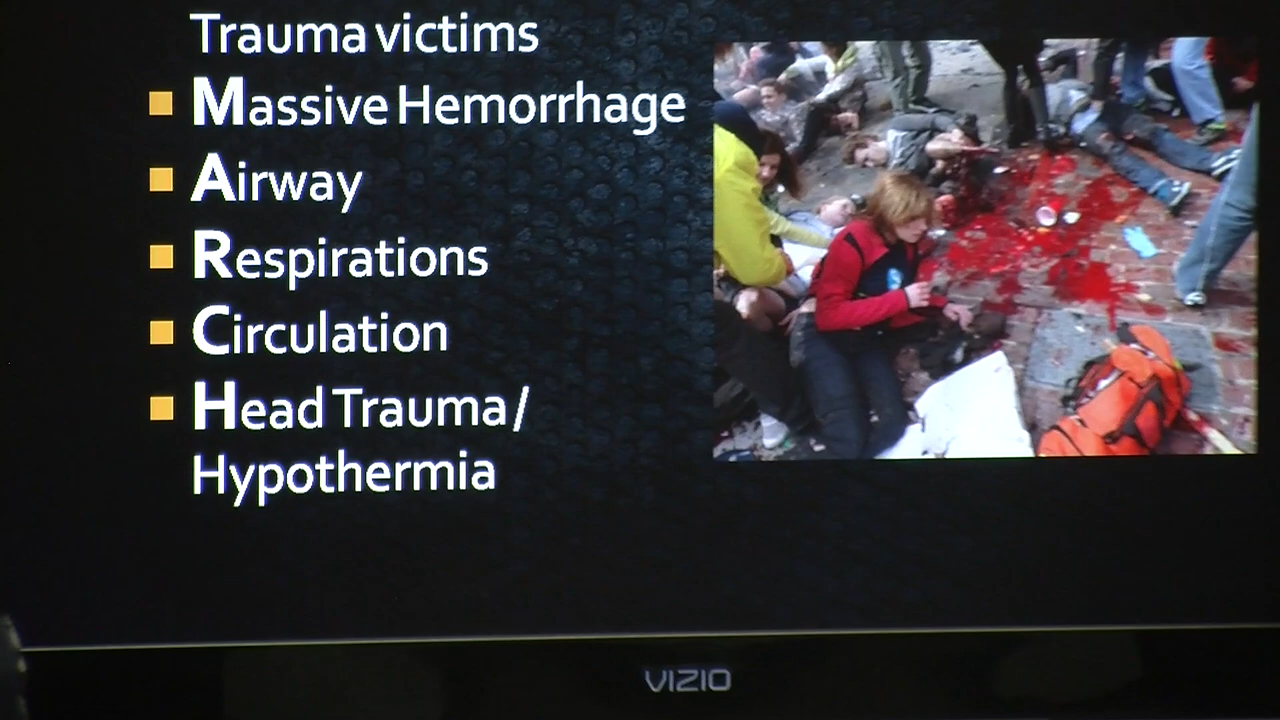 Trauma victims
Massive Hemorrhage
Airway
Respirations
Circulation
Head Trauma/
Hypothermia
VIZIO